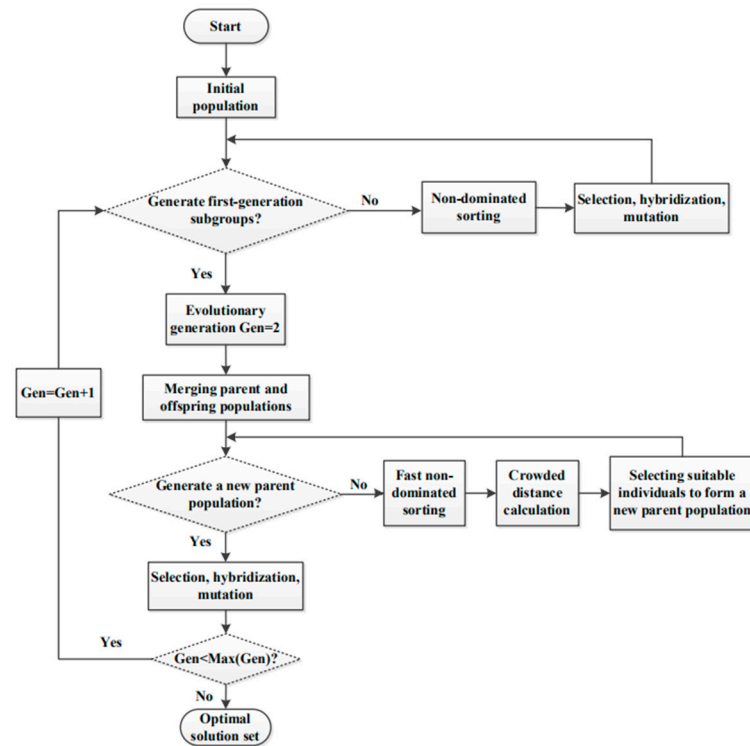 Start
Initial
population
Generate first-generation
subgroups?
No
Non-dominated
sorting
Selection, hybridization,
mutation
Yes
Evolutionary
generation Gen=2
Gen=Gen+1
Merging parent and
offspring populations
Generate a new parent
population?
No
Fast non-
dominated
sorting
Crowded
distance
calculation
Selecting suitable
individuals to form a
new parent population
Yes
Selection, hybridization,
mutation
Yes
Gen<Max(Gen)?
No
Optimal
solution set